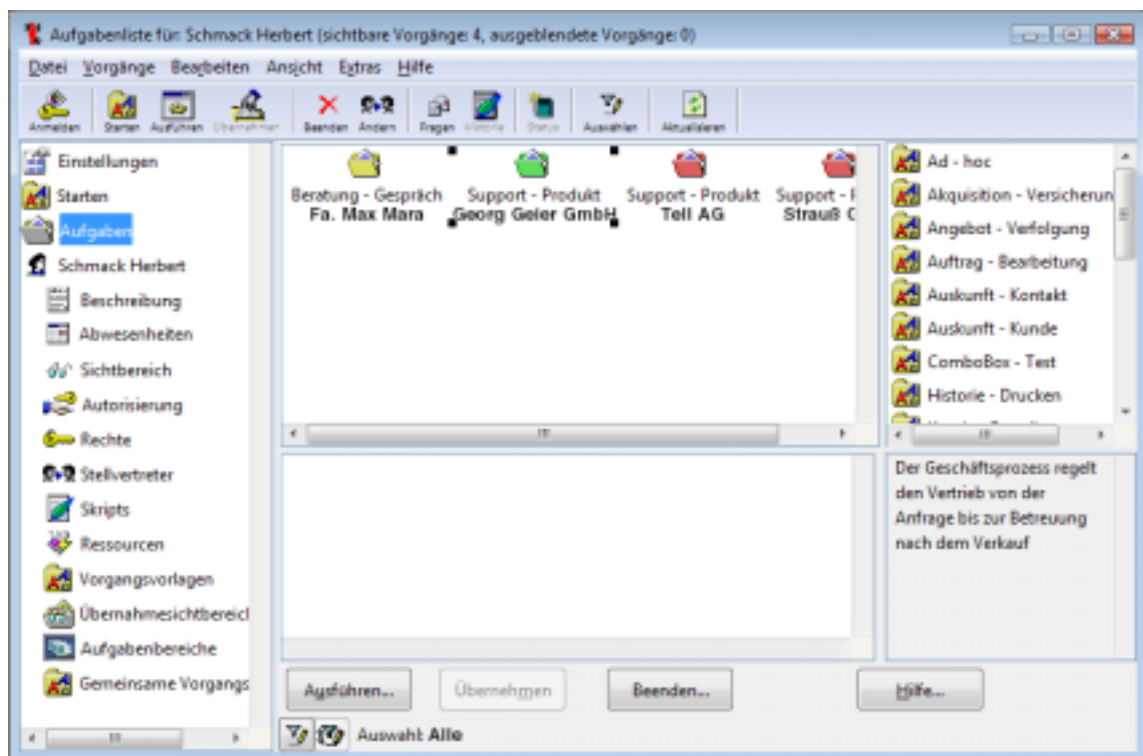 Aufgabenliste für: Schmack Herbert (sichtbare Vorgänge: 4, ausgeblendete Vorgänge: 0)
Datei Vorgänge Bearbeiten Ansicht Extras Hilfe
Anmelden Starten Ausführen Übernehmen Beenden Ändern Fragen Historie Status Auswählen Aktualisieren
Einstellungen
Starten
Aufgaben
Schmack Herbert
Beschreibung
Abwesenheiten
Sichtbereich
Autorisierung
Rechte
Stellvertreter
Skripts
Ressourcen
Vorgangsvorlagen
Übernahmesichtbereicl
Aufgabenbereiche
Gemeinsame Vorgangs
Beratung - Gespräch Support - Produkt Support - Produkt Support - P
Fa. Max Mara Georg Geier GmbH Tell AG Strauß G
Ad - hoc
Akquisition - Versicherun
Angebot - Verfolgung
Auftrag - Bearbeitung
Auskunft - Kontakt
Auskunft - Kunde
ComboBox - Test
Historie - Drucken
Der Geschäftsprozess regelt
den Vertrieb von der
Anfrage bis zur Betreuung
nach dem Verkauf
Ausführen... Übernehmen Beenden... Hilfe...
Auswahl: Alle